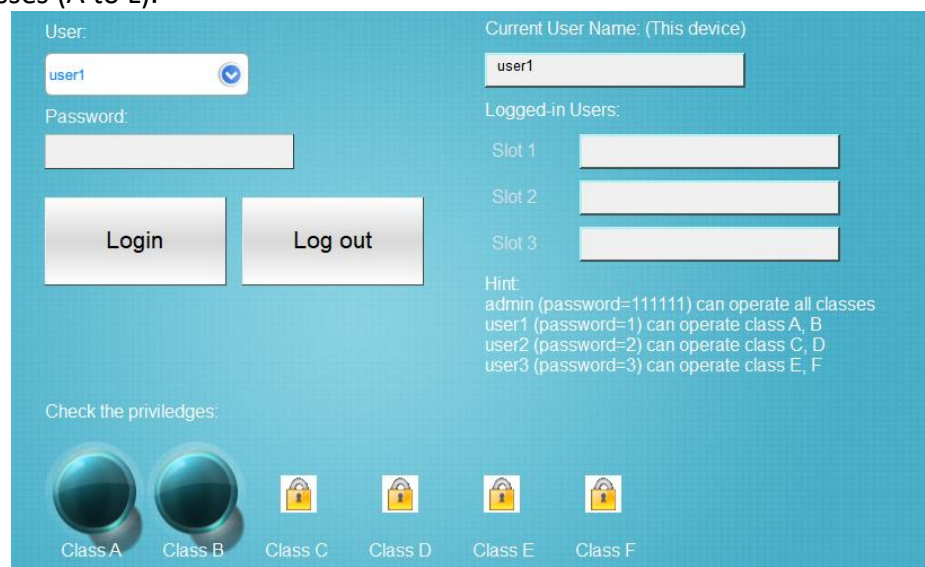 sses (A to L).
User:
user1
Password:
Login
Log out
Current User Name: (This device)
user1
Logged-in Users:
Slot 1
Slot 2
Slot 3
Hint:
admin (password=111111) can operate all classes
user1 (password=1) can operate class A, B
user2 (password=2) can operate class C, D
user3 (password=3) can operate class E, F
Check the priviledges:
Class A
Class B
Class C
Class D
Class E
Class F